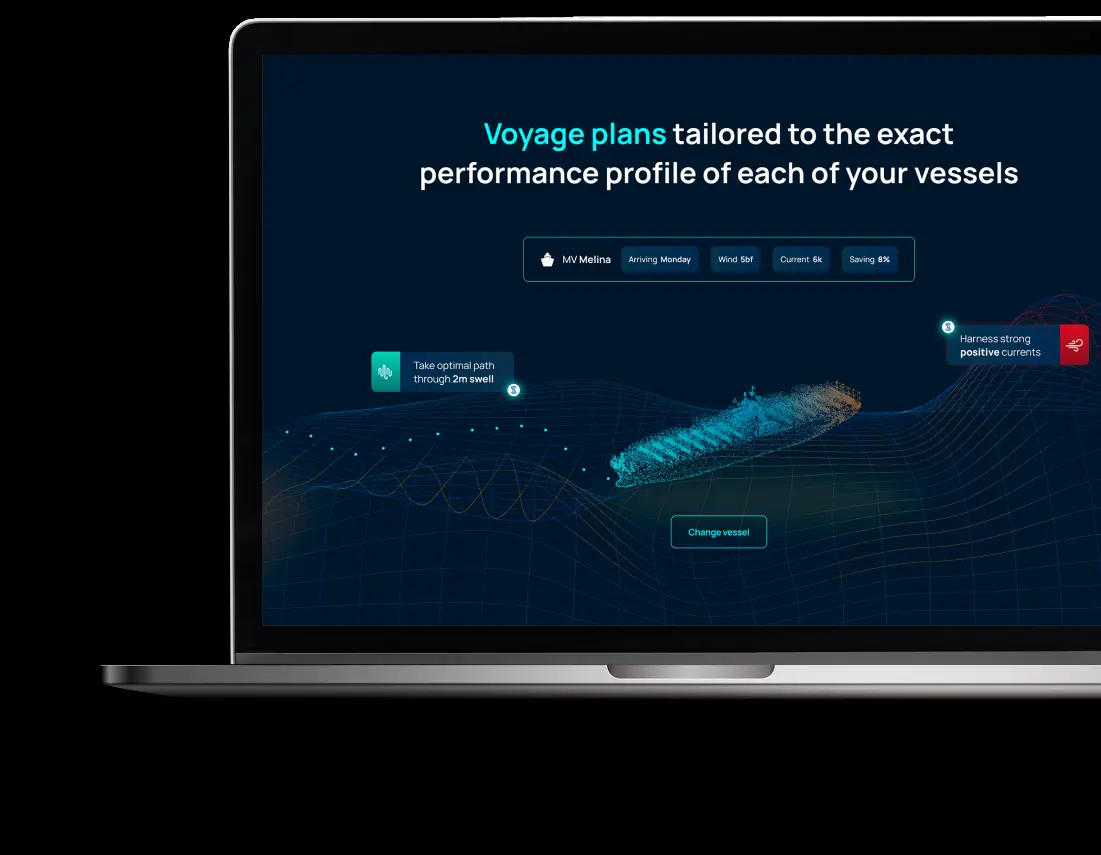 Voyage plans tailored to the exact
performance profile of each of your vessels
MV Melina Arriving Monday Wind 5bf Current 6k Saving 8%
Harness strong
positive currents
Take optimal path
through 2m swell
Change vessel